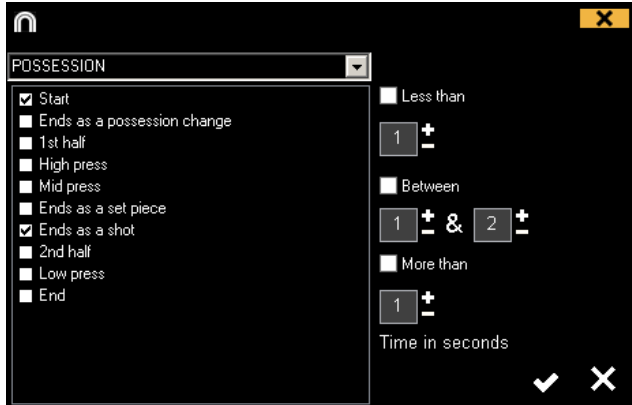 POSSESSION
Start
Ends as a possession change
1st half
High press
Mid press
Ends as a set piece
Ends as a shot
2nd half
Low press
End
Less than
1
Between
1 & 2
More than
1
Time in seconds